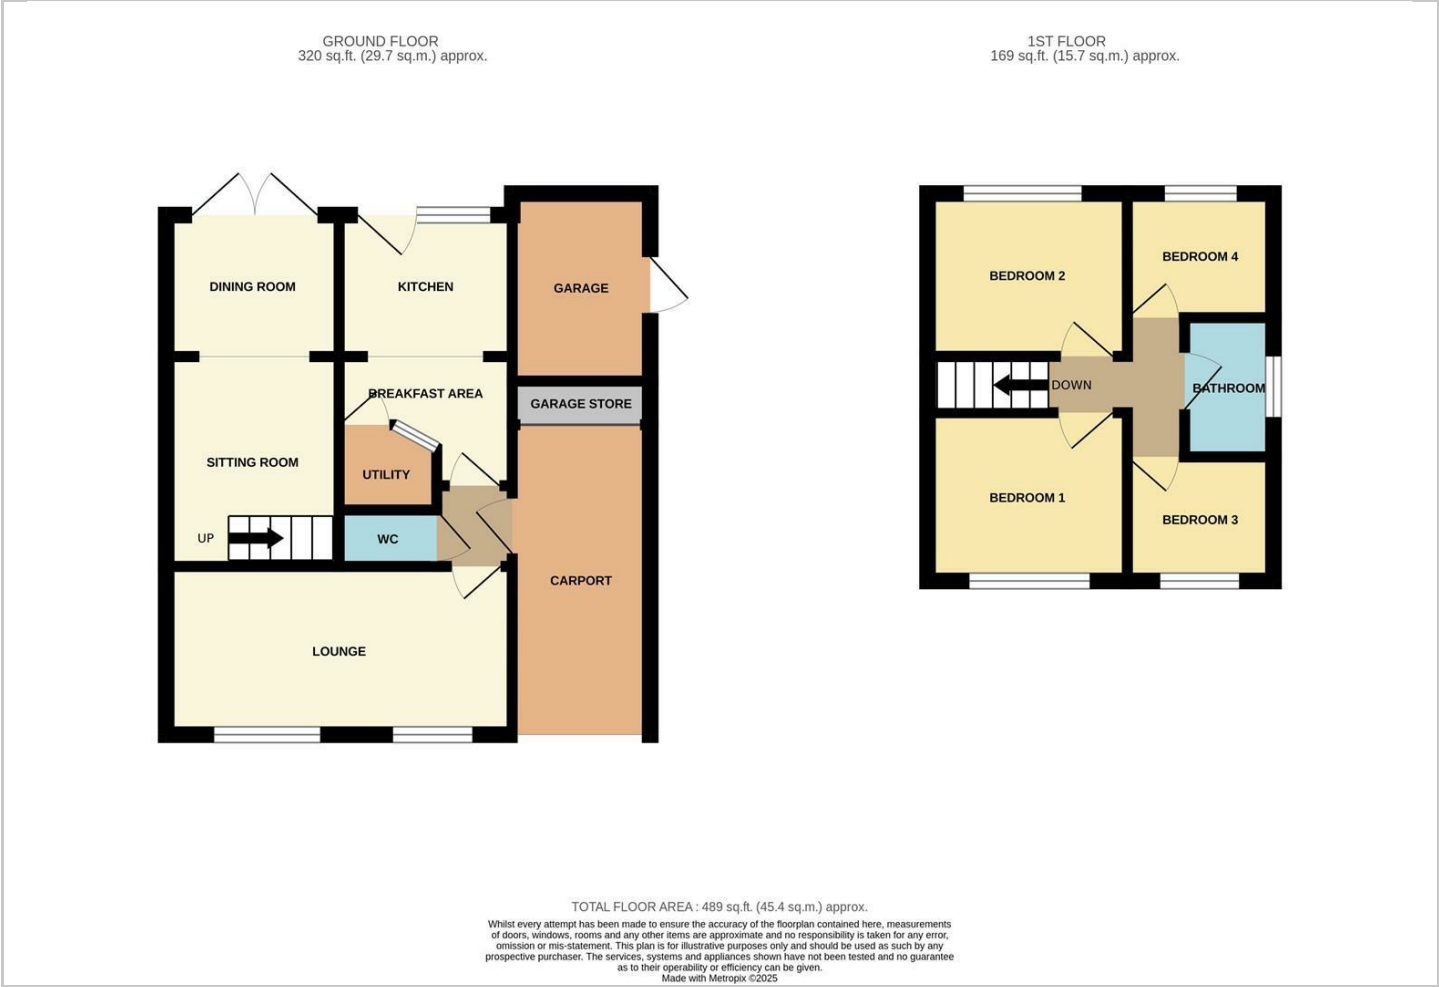 GROUND FLOOR
320 sq.ft. (29.7 sq.m.) approx.
1ST FLOOR
169 sq.ft. (15.7 sq.m.) approx.
DINING ROOM
KITCHEN
GARAGE
BREAKFAST AREA
GARAGE STORE
SITTING ROOM
UTILITY
UP
WC
CARPORT
LOUNGE
BEDROOM 2
BEDROOM 4
DOWN
BATHROOM
BEDROOM 1
BEDROOM 3
TOTAL FLOOR AREA : 489 sq.ft. (45.4 sq.m.) approx.
Whilst every attempt has been made to ensure the accuracy of the floorplan contained here, measurements
of doors, windows, rooms and any other items are approximate and no responsibility is taken for any error,
omission or mis-statement. This plan is for illustrative purposes only and should be used as such by any
prospective purchaser. The services, systems and appliances shown have not been tested and no guarantee
as to their operability or efficiency can be given.
Made with Metropix ©2025